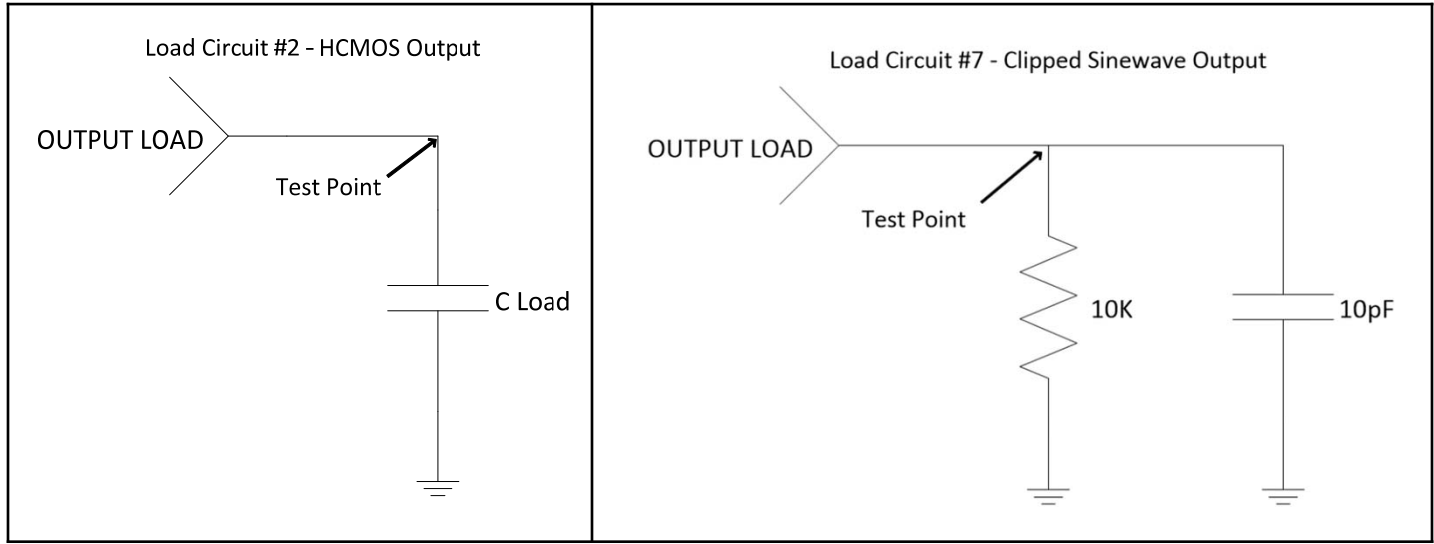 Load Circuit #2 - HCMOS Output
OUTPUT LOAD
Test Point
C Load
Load Circuit #7 - Clipped Sinewave Output
OUTPUT LOAD
Test Point
10K
10pF